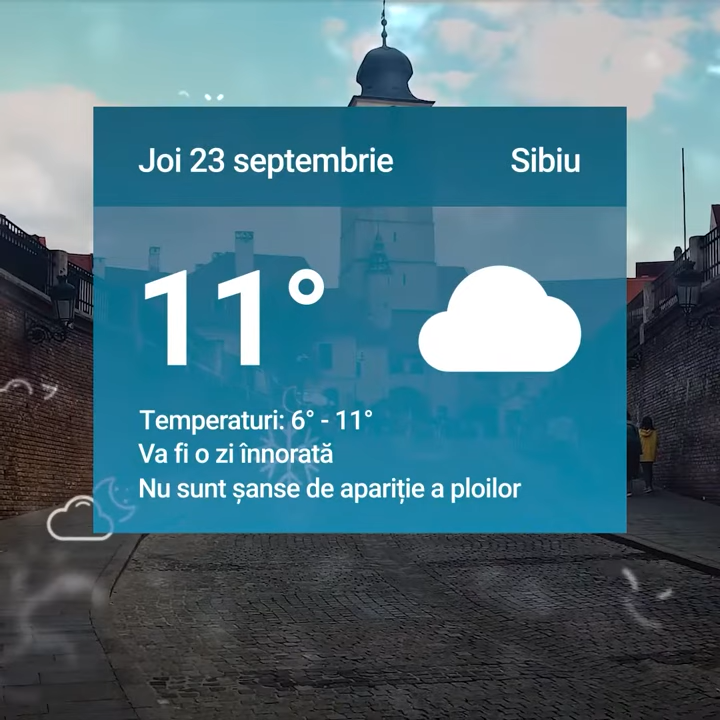 Joi 23 septembrie Sibiu
11°
Temperaturi: 6° - 11°
Va fi o zi înnorată
Nu sunt șanse de apariție a ploilor